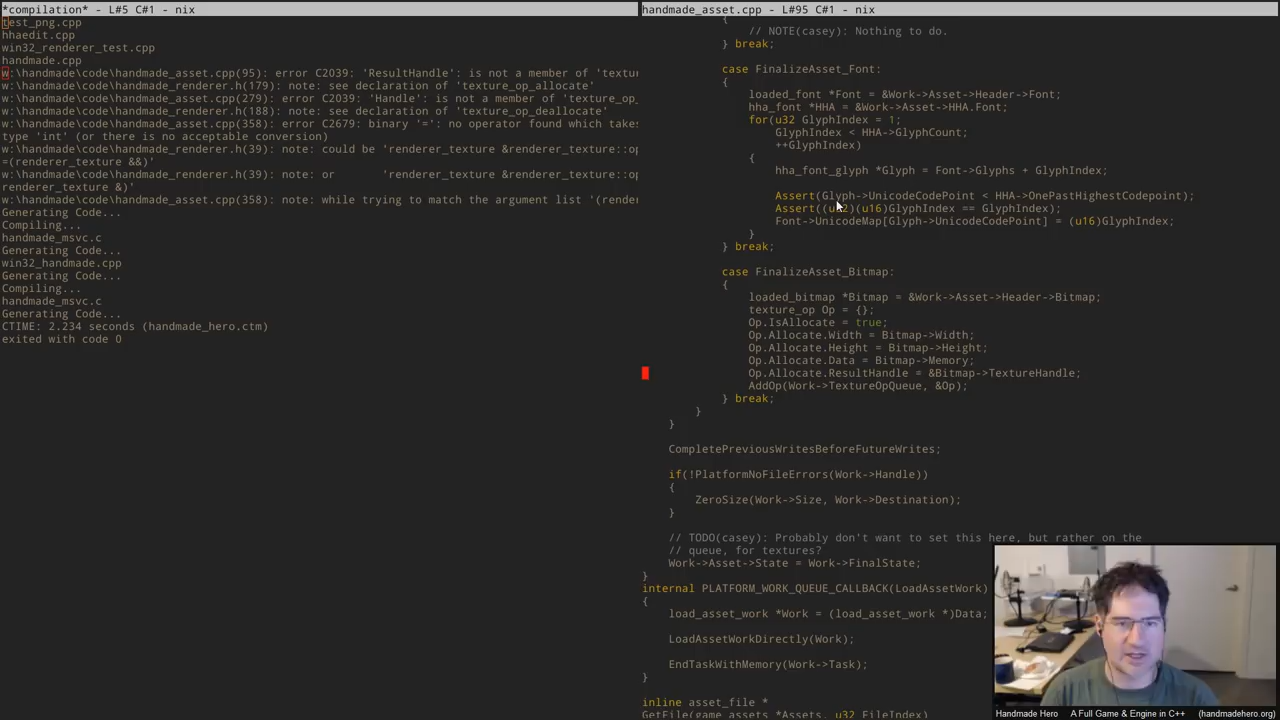 *compilation* - L#5 C#1 - nix
test_png.cpp
hhaedit.cpp
win32_renderer_test.cpp
handmade.cpp
w:\handmade\code\handmade_asset.cpp(95): error C2039: 'ResultHandle': is not a member of 'textur
w:\handmade\code\handmade_renderer.h(179): note: see declaration of 'texture_op_allocate'
w:\handmade\code\handmade_asset.cpp(279): error C2039: 'Handle': is not a member of 'texture_op_
w:\handmade\code\handmade_renderer.h(188): note: see declaration of 'texture_op_deallocate'
w:\handmade\code\handmade_asset.cpp(358): error C2679: binary '=': no operator found which takes
type 'int' (or there is no acceptable conversion)
w:\handmade\code\handmade_renderer.h(39): note: could be 'renderer_texture &renderer_texture::op
=(renderer_texture &&)'
w:\handmade\code\handmade_renderer.h(39): note: or 'renderer_texture &renderer_texture::op
renderer_texture &)'
w:\handmade\code\handmade_asset.cpp(358): note: while trying to match the argument list '(render
Generating Code...
Compiling...
handmade_msvc.c
Generating Code...
win32_handmade.cpp
Generating Code...
Compiling...
handmade_msvc.c
Generating Code...
CTIME: 2.234 seconds (handmade_hero.ctm)
exited with code 0
handmade_asset.cpp - L#95 C#1 - nix
{
// NOTE(casey): Nothing to do.
} break;
case FinalizeAsset_Font:
{
loaded_font *Font = &Work->Asset->Header->Font;
hha_font *HHA = &Work->Asset->HHA.Font;
for(u32 GlyphIndex = 1;
GlyphIndex < HHA->GlyphCount;
++GlyphIndex)
{
hha_font_glyph *Glyph = Font->Glyphs + GlyphIndex;
Assert(Glyph->UnicodeCodePoint < HHA->OnePastHighestCodepoint);
Assert((u32)(u16)GlyphIndex == GlyphIndex);
Font->UnicodeMap[Glyph->UnicodeCodePoint] = (u16)GlyphIndex;
}
} break;
case FinalizeAsset_Bitmap:
{
loaded_bitmap *Bitmap = &Work->Asset->Header->Bitmap;
texture_op Op = {};
Op.IsAllocate = true;
Op.Allocate.Width = Bitmap->Width;
Op.Allocate.Height = Bitmap->Height;
Op.Allocate.Data = Bitmap->Memory;
Op.Allocate.ResultHandle = &Bitmap->TextureHandle;
AddOp(Work->TextureOpQueue, &Op);
} break;
}
}
CompletePreviousWritesBeforeFutureWrites;
if(!PlatformNoFileErrors(Work->Handle))
{
ZeroSize(Work->Size, Work->Destination);
}
// TODO(casey): Probably don't want to set this here, but rather on the
// queue, for textures?
Work->Asset->State = Work->FinalState;
}
internal PLATFORM_WORK_QUEUE_CALLBACK(LoadAssetWork)
{
load_asset_work *Work = (load_asset_work *)Data;
LoadAssetWorkDirectly(Work);
EndTaskWithMemory(Work->Task);
}
inline asset_file *
GetFile(game_assets *Assets, u32 FileIndex)
Handmade Hero A Full Game & Engine in C++ (handmadehero.org)